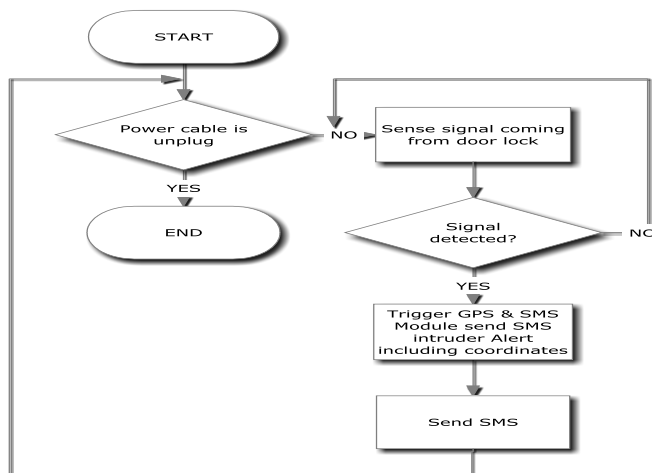 START
Power cable is
unplug
NO
Sense signal coming
from door lock
YES
END
Signal
detected?
NO
YES
Trigger GPS & SMS
Module send SMS
intruder Alert
including coordinates
Send SMS